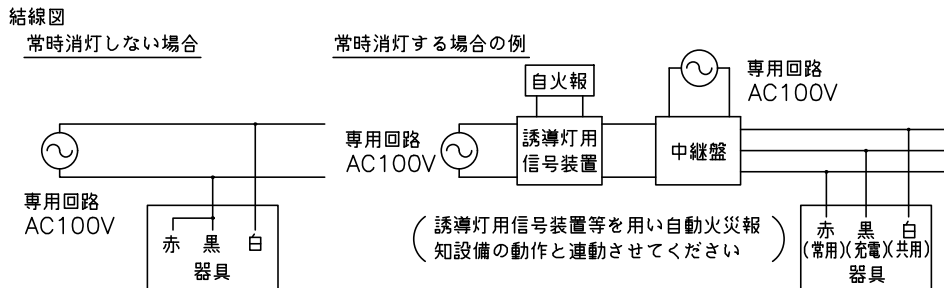 結線図
常時消灯しない場合
常時消灯する場合の例
専用回路
AC100V
赤 黒 白
器具
自火報
専用回路
AC100V
誘導灯用
信号装置
中継盤
専用回路
AC100V
誘導灯用信号装置等を用い自動火災報
知設備の動作と連動させてください
赤 黒 白
(常用)(充電)(共用)
器具